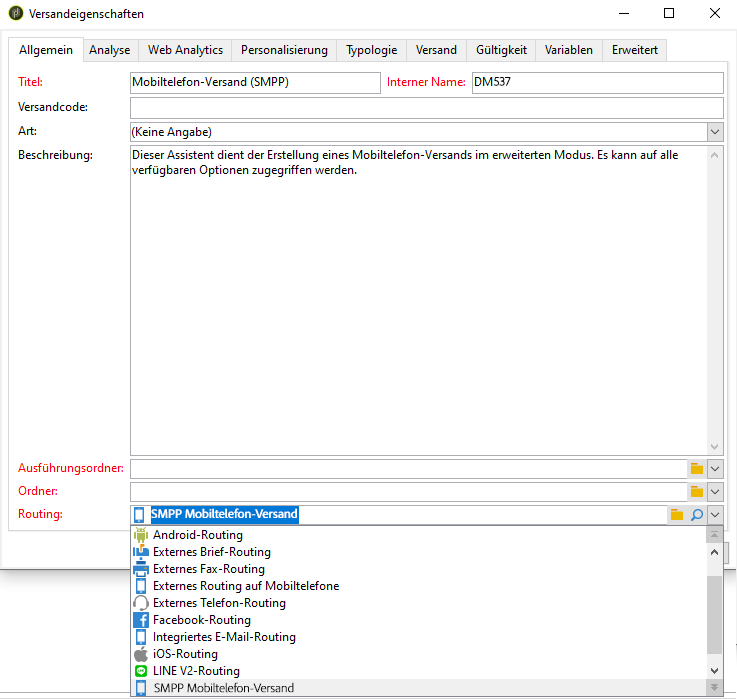 Versandeigenschaften
Allgemein Analyse Web Analytics Personalisierung Typologie Versand Gültigkeit Variablen Erweitert
Titel: Mobiltelefon-Versand (SMPP) Interner Name: DM537
Versandcode:
Art: (Keine Angabe)
Beschreibung: Dieser Assistent dient der Erstellung eines Mobiltelefon-Versands im erweiterten Modus. Es kann auf alle
verfügbaren Optionen zugegriffen werden.
Ausführungsordner:
Ordner:
Routing: SMPP Mobiltelefon-Versand
Android-Routing
Externes Brief-Routing
Externes Fax-Routing
Externes Routing auf Mobiltelefone
Externes Telefon-Routing
Facebook-Routing
Integriertes E-Mail-Routing
iOS-Routing
LINE V2-Routing
SMPP Mobiltelefon-Versand